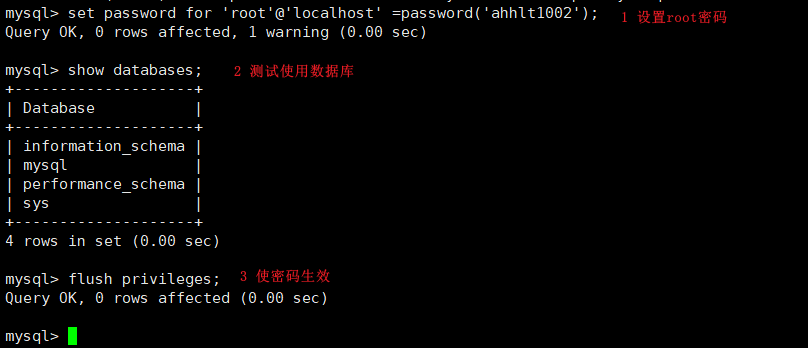 mysql> set password for 'root'@'localhost' =password('ahhlt1002'); 1 设置root密码
Query OK, 0 rows affected, 1 warning (0.00 sec)
mysql> show databases; 2 测试使用数据库
+--------------------+
| Database           |
+--------------------+
| information_schema |
| mysql              |
| performance_schema |
| sys                |
+--------------------+
4 rows in set (0.00 sec)
mysql> flush privileges; 3 使密码生效
Query OK, 0 rows affected (0.00 sec)
mysql>